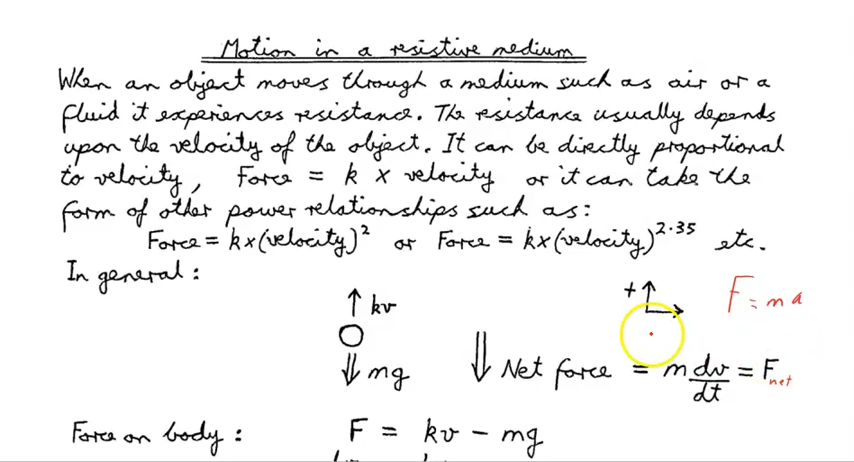 Motion in a resistive medium
When an object moves through a medium such as air or a
fluid it experiences resistance. The resistance usually depends
upon the velocity of the object. It can be directly proportional
to velocity, Force = k x velocity or it can take the
form of other power relationships such as:
Force = kx(velocity)² or Force = kx(velocity)^2.35 etc.
In general:
kv
+
F = ma
mg
Net force = m dv/dt = Fnet
Force on body: F = kv - mg